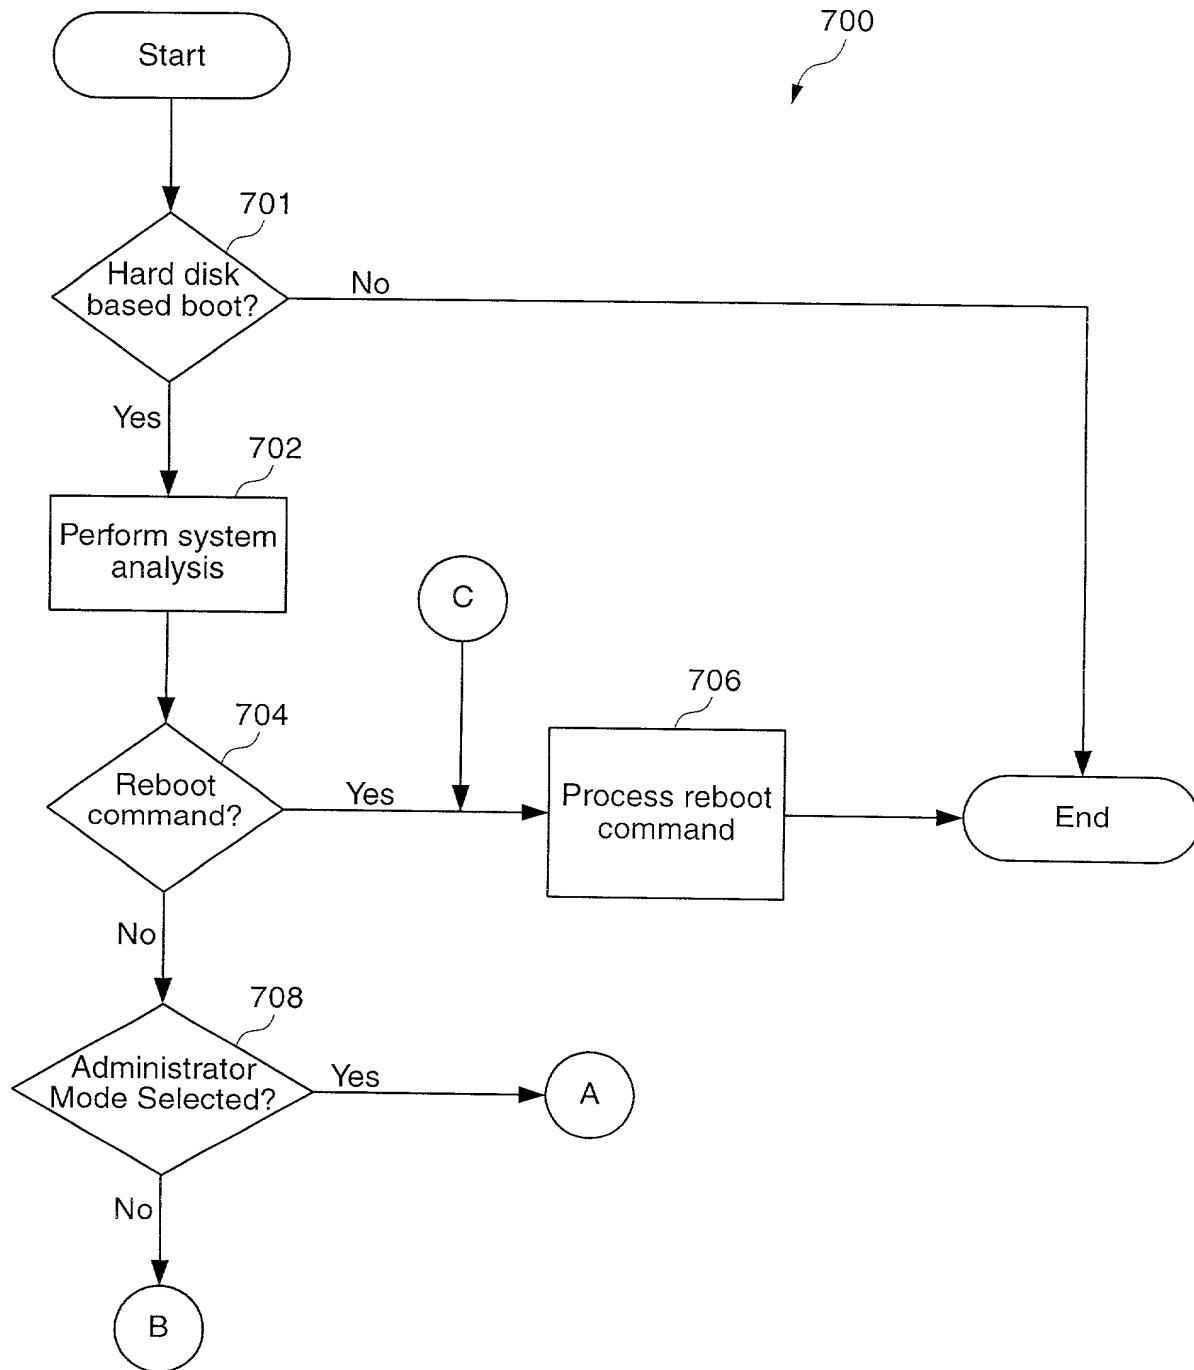 700
Start
701
Hard disk
based boot?
No
Yes
702
Perform system
analysis
C
704
Reboot
command?
Yes
706
Process reboot
command
End
No
708
Administrator
Mode Selected?
Yes
A
No
B